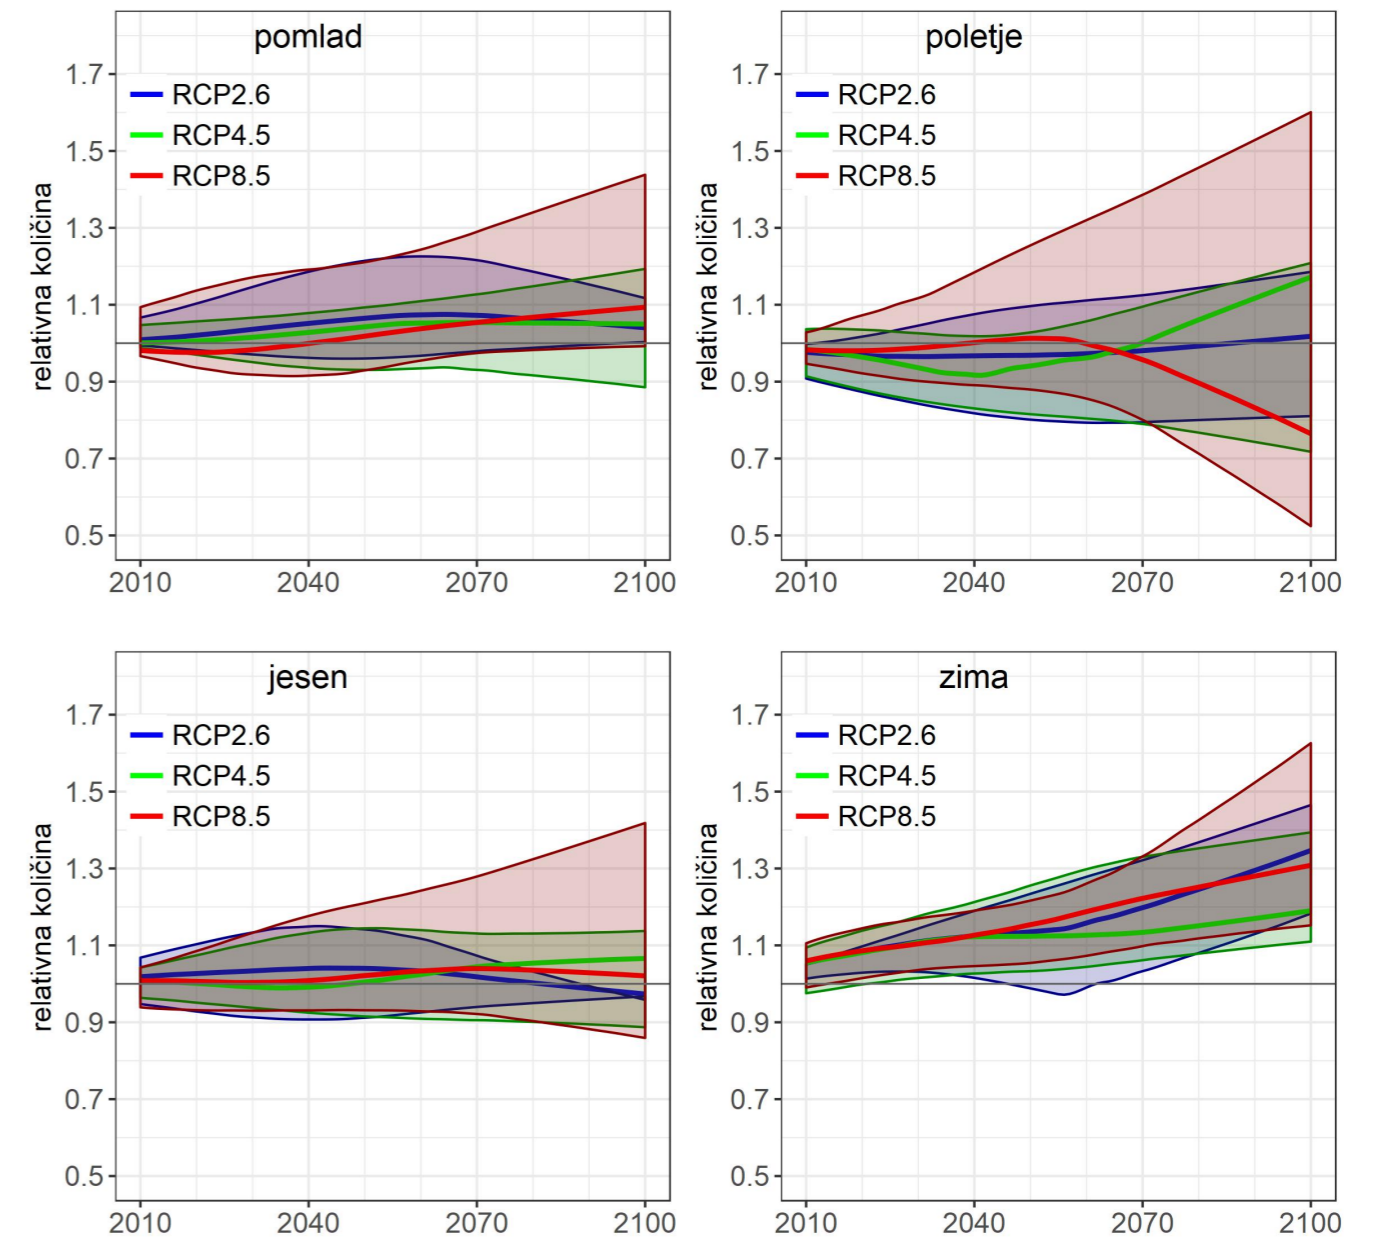 pomlad
relativna količina
1.7
1.5
1.3
1.1
0.9
0.7
0.5
RCP2.6
RCP4.5
RCP8.5
2010 2040 2070 2100
poletje
relativna količina
1.7
1.5
1.3
1.1
0.9
0.7
0.5
RCP2.6
RCP4.5
RCP8.5
2010 2040 2070 2100
jesen
relativna količina
1.7
1.5
1.3
1.1
0.9
0.7
0.5
RCP2.6
RCP4.5
RCP8.5
2010 2040 2070 2100
zima
relativna količina
1.7
1.5
1.3
1.1
0.9
0.7
0.5
RCP2.6
RCP4.5
RCP8.5
2010 2040 2070 2100